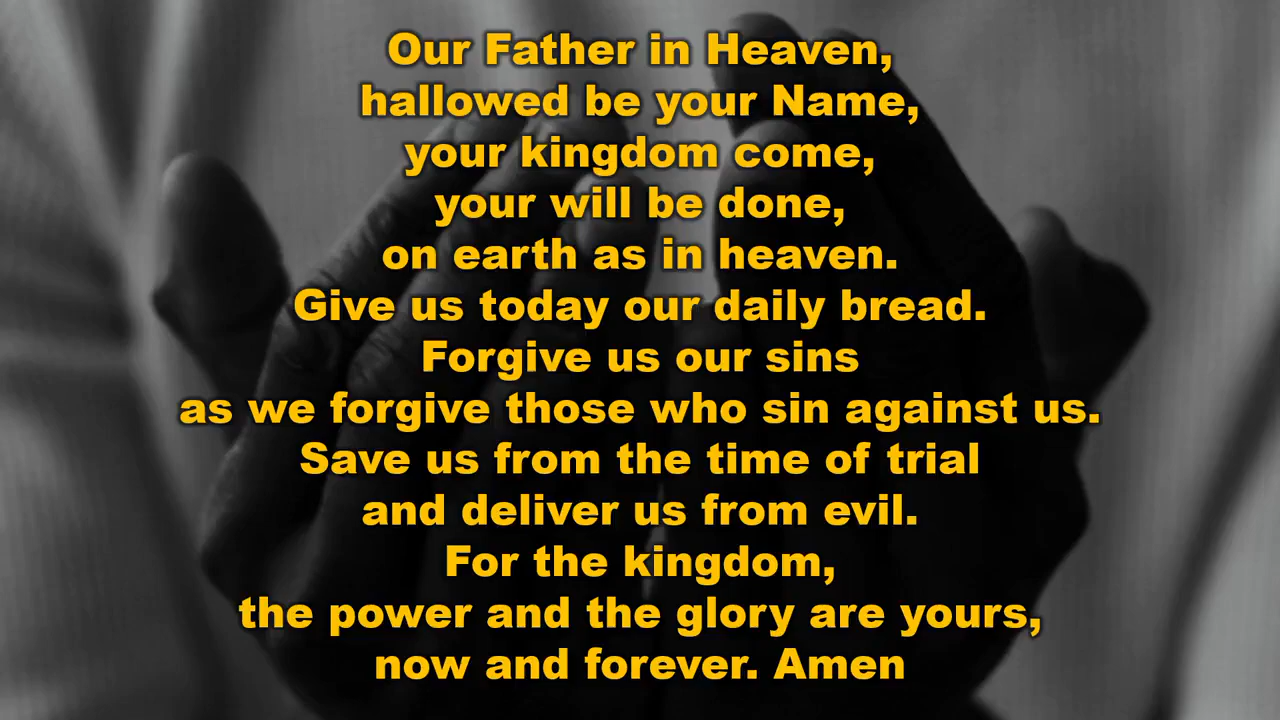 Our Father in Heaven,
hallowed be your Name,
your kingdom come,
your will be done,
on earth as in heaven.
Give us today our daily bread.
Forgive us our sins
as we forgive those who sin against us.
Save us from the time of trial
and deliver us from evil.
For the kingdom,
the power and the glory are yours,
now and forever. Amen